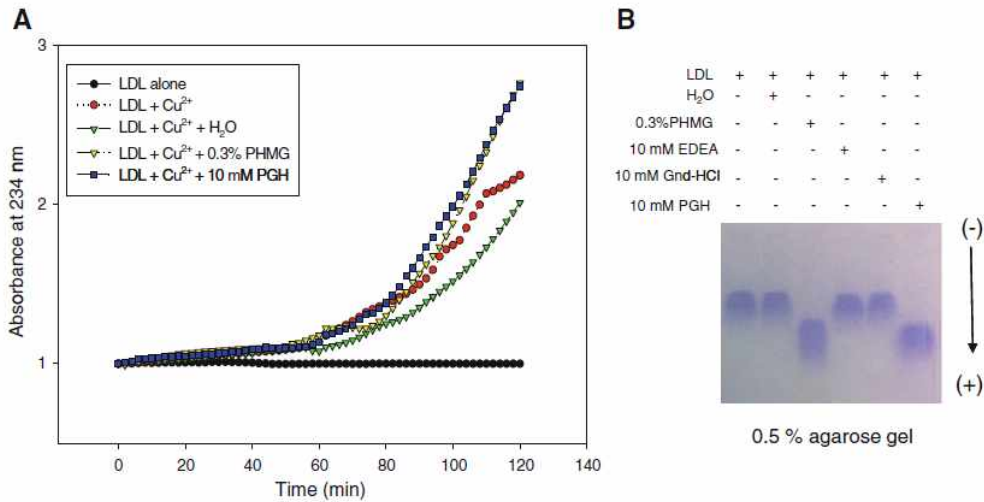 A
3
2
1
Absorbance at 234 nm
LDL alone
LDL + Cu²⁺
LDL + Cu²⁺ + H₂O
LDL + Cu²⁺ + 0.3% PHMG
LDL + Cu²⁺ + 10 mM PGH
0 20 40 60 80 100 120 140
Time (min)
B
LDL + + + + + +
H₂O - + - - - -
0.3%PHMG - - + - - -
10 mM EDEA - - - + - -
10 mM Gnd-HCl - - - - + -
10 mM PGH - - - - - +
(-)
(+)
0.5 % agarose gel